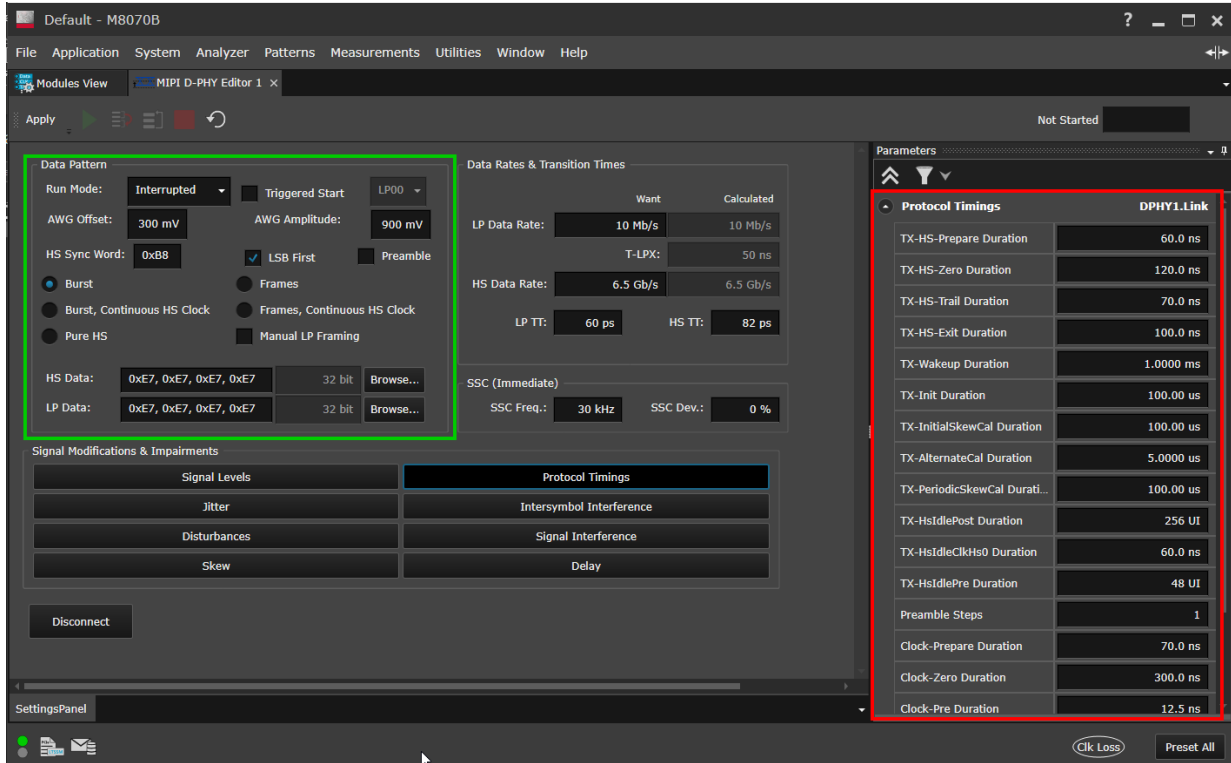 Default - M8070B
File Application System Analyzer Patterns Measurements Utilities Window Help
Modules View MIPI D-PHY Editor 1
Apply Not Started
Data Pattern
Run Mode: Interrupted Triggered Start LP00
AWG Offset: 300 mV AWG Amplitude: 900 mV
HS Sync Word: 0xB8 LSB First Preamble
Burst Frames
Burst, Continuous HS Clock Frames, Continuous HS Clock
Pure HS Manual LP Framing
HS Data: 0xE7, 0xE7, 0xE7, 0xE7 32 bit Browse...
LP Data: 0xE7, 0xE7, 0xE7, 0xE7 32 bit Browse...
Data Rates & Transition Times
Want Calculated
LP Data Rate: 10 Mb/s 10 Mb/s
T-LPX: 50 ns
HS Data Rate: 6.5 Gb/s 6.5 Gb/s
LP TT: 60 ps HS TT: 82 ps
SSC (Immediate)
SSC Freq.: 30 kHz SSC Dev.: 0 %
Signal Modifications & Impairments
Signal Levels Protocol Timings
Jitter Intersymbol Interference
Disturbances Signal Interference
Skew Delay
Disconnect
SettingsPanel
Parameters
Protocol Timings DPHY1.Link
TX-HS-Prepare Duration 60.0 ns
TX-HS-Zero Duration 120.0 ns
TX-HS-Trail Duration 70.0 ns
TX-HS-Exit Duration 100.0 ns
TX-Wakeup Duration 1.0000 ms
TX-Init Duration 100.00 us
TX-InitialSkewCal Duration 100.00 us
TX-AlternateCal Duration 5.0000 us
TX-PeriodicSkewCal Durati... 100.00 us
TX-HsIdlePost Duration 256 UI
TX-HsIdleClkHs0 Duration 60.0 ns
TX-HsIdlePre Duration 48 UI
Preamble Steps 1
Clock-Prepare Duration 70.0 ns
Clock-Zero Duration 300.0 ns
Clock-Pre Duration 12.5 ns
Clk Loss Preset All